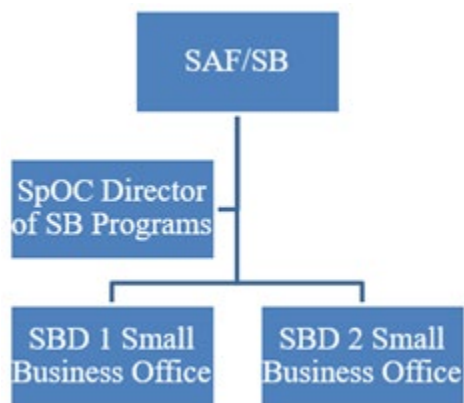 SAF/SB
SpOC Director
of SB Programs
SBD 1 Small
Business Office
SBD 2 Small
Business Office